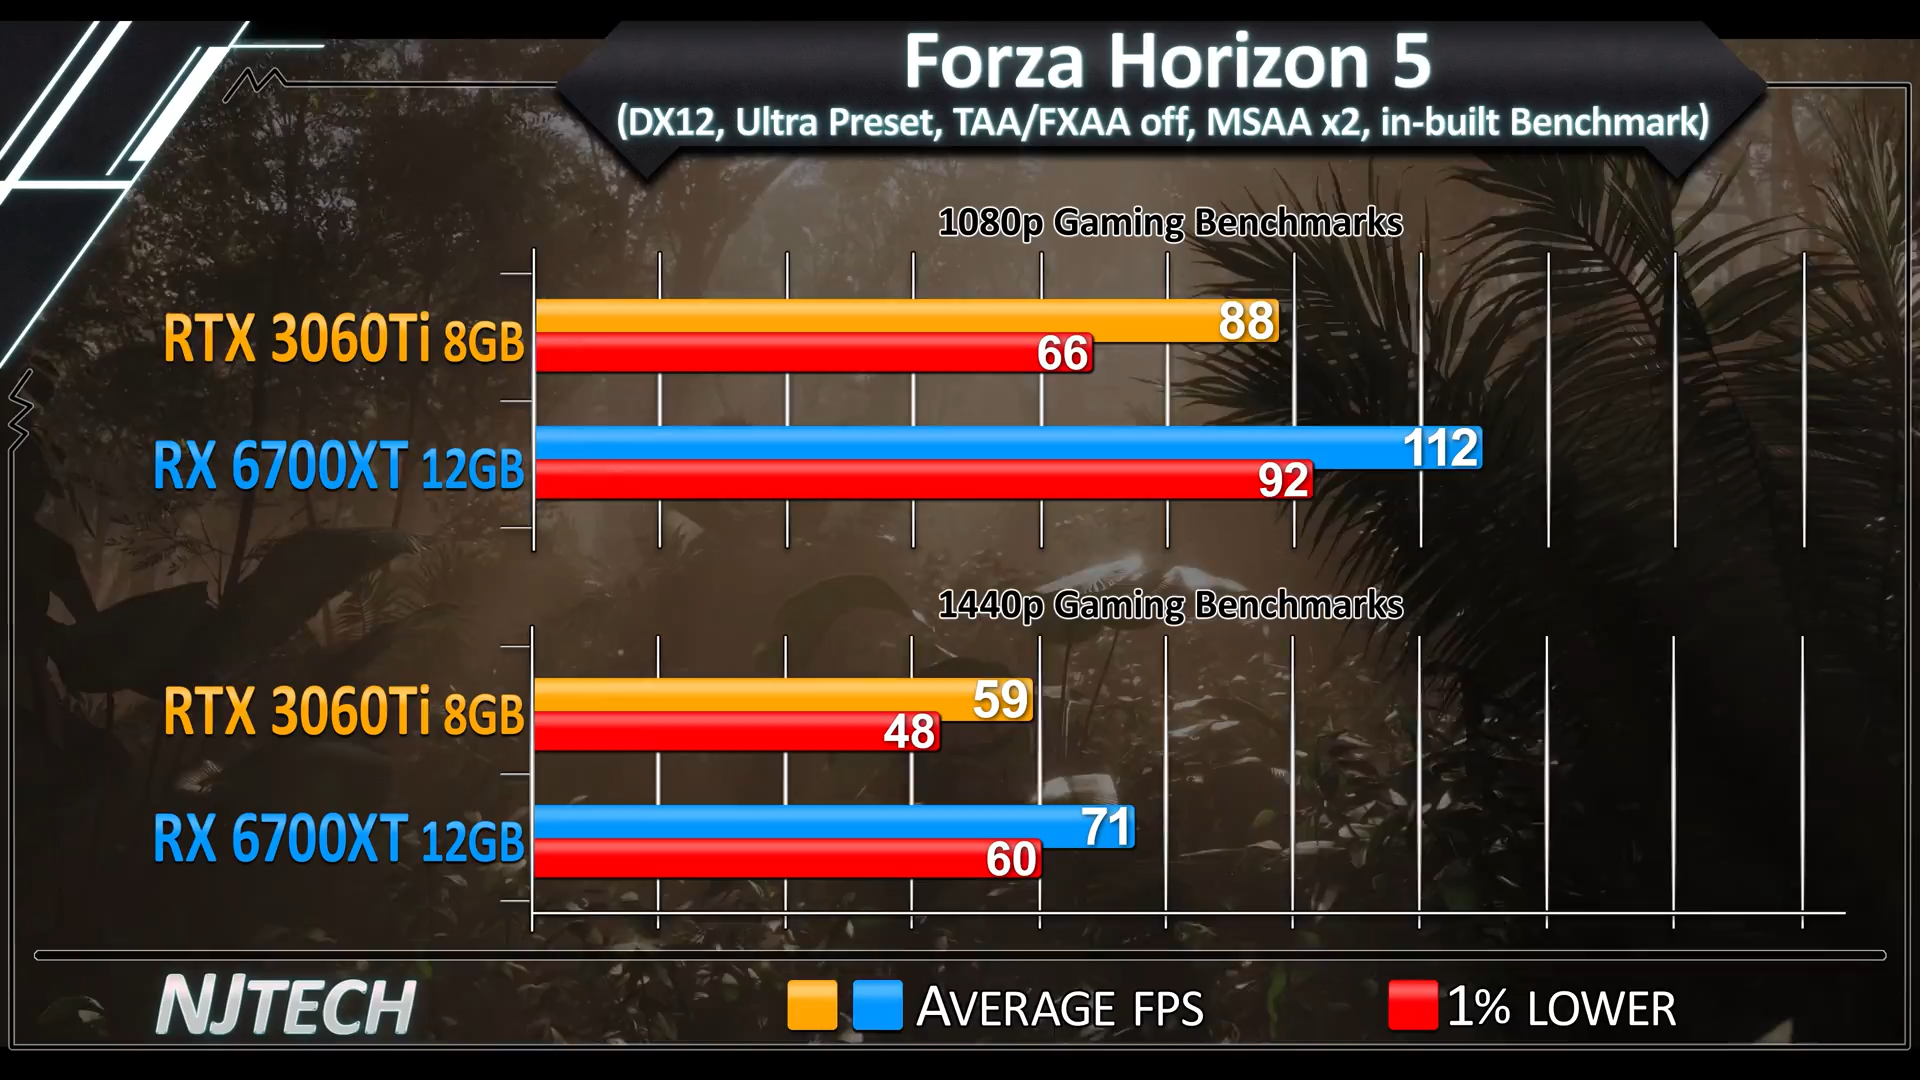 Forza Horizon 5
(DX12, Ultra Preset, TAA/FXAA off, MSAA x2, in-built Benchmark)
1080p Gaming Benchmarks
RTX 3060Ti 8GB
88
66
RX 6700XT 12GB
112
92
1440p Gaming Benchmarks
RTX 3060Ti 8GB
59
48
RX 6700XT 12GB
71
60
NJTECH
AVERAGE FPS
1% LOWER